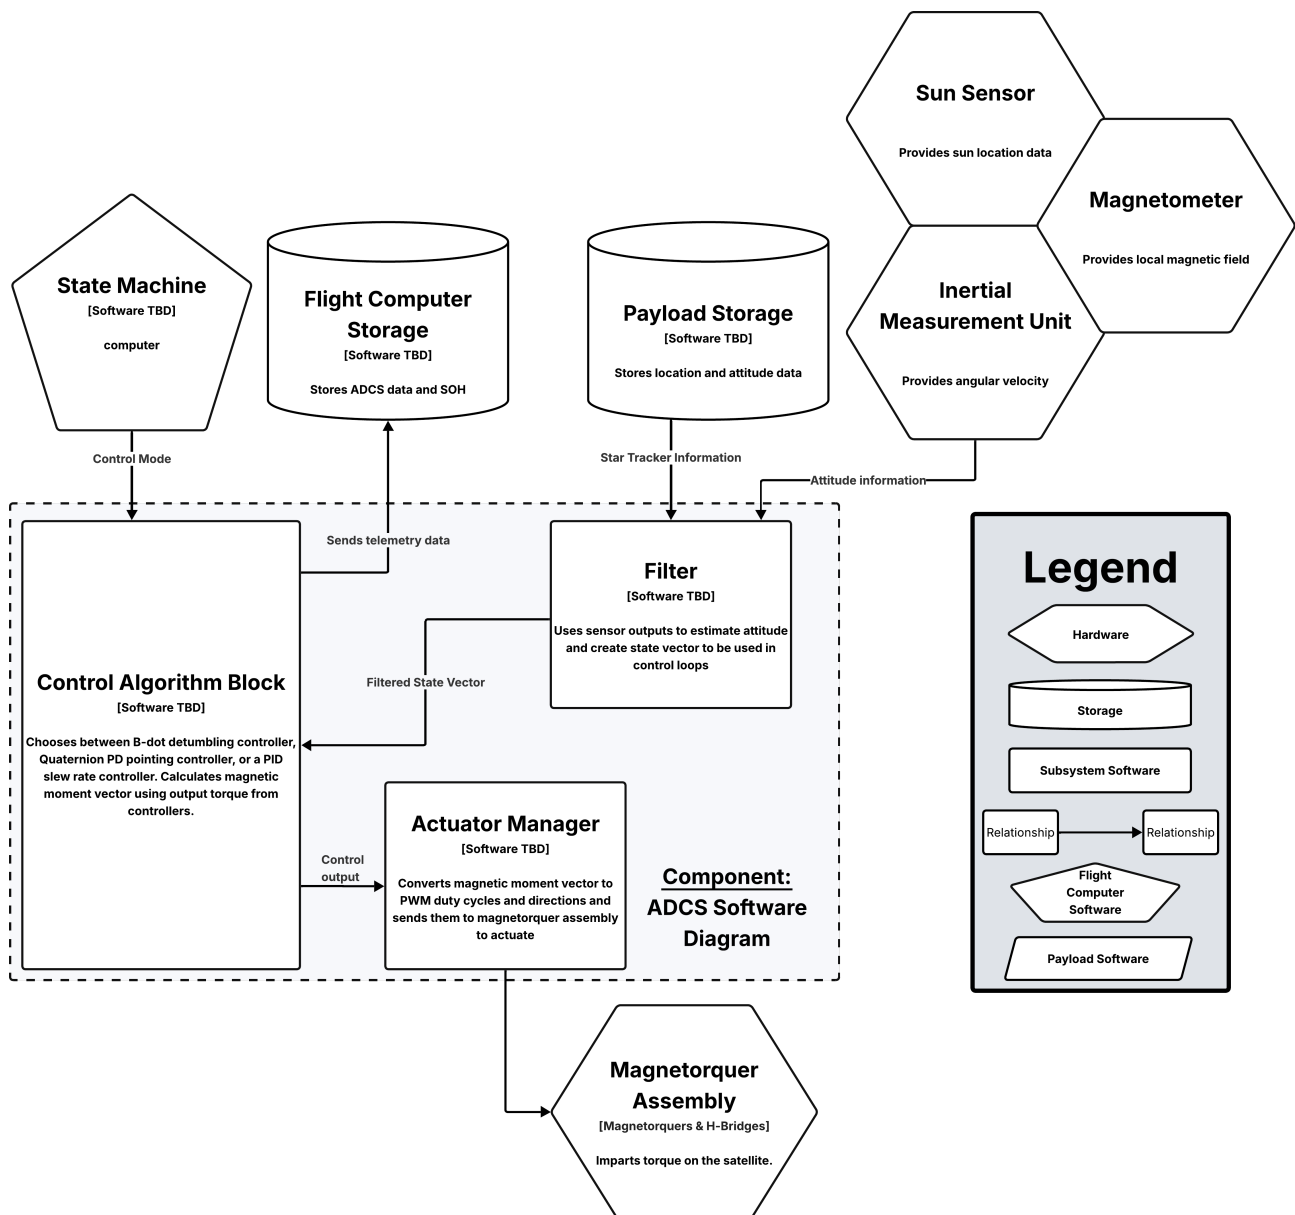 Sun Sensor
Provides sun location data
Magnetometer
Provides local magnetic field
State Machine
[Software TBD]
computer
Flight Computer
Storage
[Software TBD]
Stores ADCS data and SOH
Payload Storage
[Software TBD]
Stores location and attitude data
Inertial
Measurement Unit
Provides angular velocity
Control Mode
Star Tracker Information
Attitude information
Sends telemetry data
Filter
[Software TBD]
Uses sensor outputs to estimate attitude
and create state vector to be used in
control loops
Filtered State Vector
Control Algorithm Block
[Software TBD]
Chooses between B-dot detumbling controller,
Quaternion PD pointing controller, or a PID
slew rate controller. Calculates magnetic
moment vector using output torque from
controllers.
Control
output
Actuator Manager
[Software TBD]
Converts magnetic moment vector to
PWM duty cycles and directions and
sends them to magnetorquer assembly
to actuate
Component:
ADCS Software
Diagram
Magnetorquer
Assembly
[Magnetorquers & H-Bridges]
Imparts torque on the satellite.
Legend
Hardware
Storage
Subsystem Software
Relationship
Relationship
Flight
Computer
Software
Payload Software